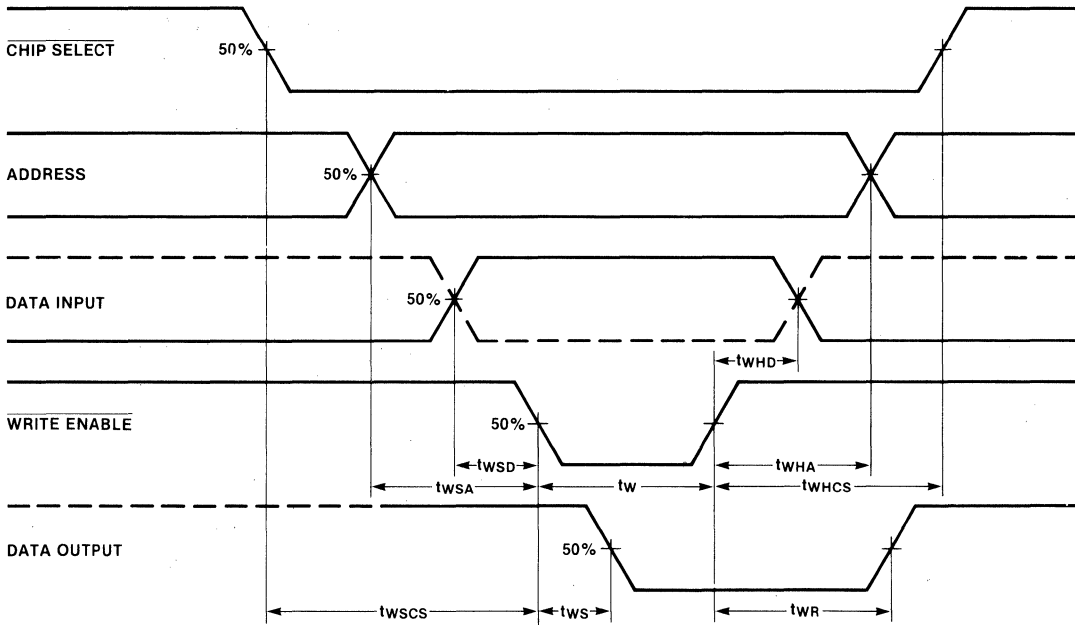 CHIP SELECT
50%
ADDRESS
50%
DATA INPUT
50%
tWHD
WRITE ENABLE
50%
tWSD
tWHA
tWSA
tW
tWHCS
DATA OUTPUT
50%
tWSCS
tWS
tWR